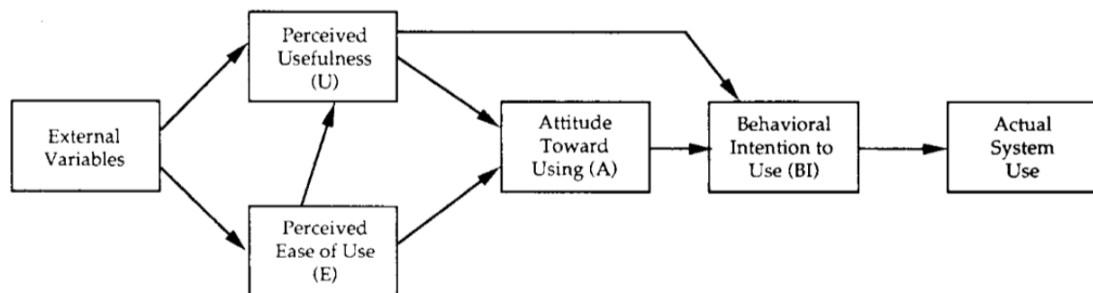 Perceived
Usefulness
(U)
External
Variables
Perceived
Ease of Use
(E)
Attitude
Toward
Using (A)
Behavioral
Intention to
Use (BI)
Actual
System
Use